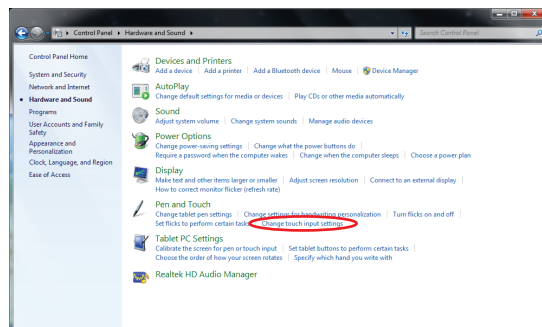 Control Panel ▸ Hardware and Sound ▸
Search Control Panel
Control Panel Home
System and Security
Network and Internet
Hardware and Sound
Programs
User Accounts and Family
Safety
Appearance and
Personalization
Clock, Language, and Region
Ease of Access
Devices and Printers
Add a device | Add a printer | Add a Bluetooth device | Mouse | Device Manager
AutoPlay
Change default settings for media or devices | Play CDs or other media automatically
Sound
Adjust system volume | Change system sounds | Manage audio devices
Power Options
Change power-saving settings | Change what the power buttons do |
Require a password when the computer wakes | Change when the computer sleeps | Choose a power plan
Display
Make text and other items larger or smaller | Adjust screen resolution | Connect to an external display |
How to correct monitor flicker (refresh rate)
Pen and Touch
Change tablet pen settings | Change settings for handwriting personalization | Turn flicks on and off |
Set flicks to perform certain tasks | Change touch input settings
Tablet PC Settings
Calibrate the screen for pen or touch input | Set tablet buttons to perform certain tasks |
Choose the order of how your screen rotates | Specify which hand you write with
Realtek HD Audio Manager